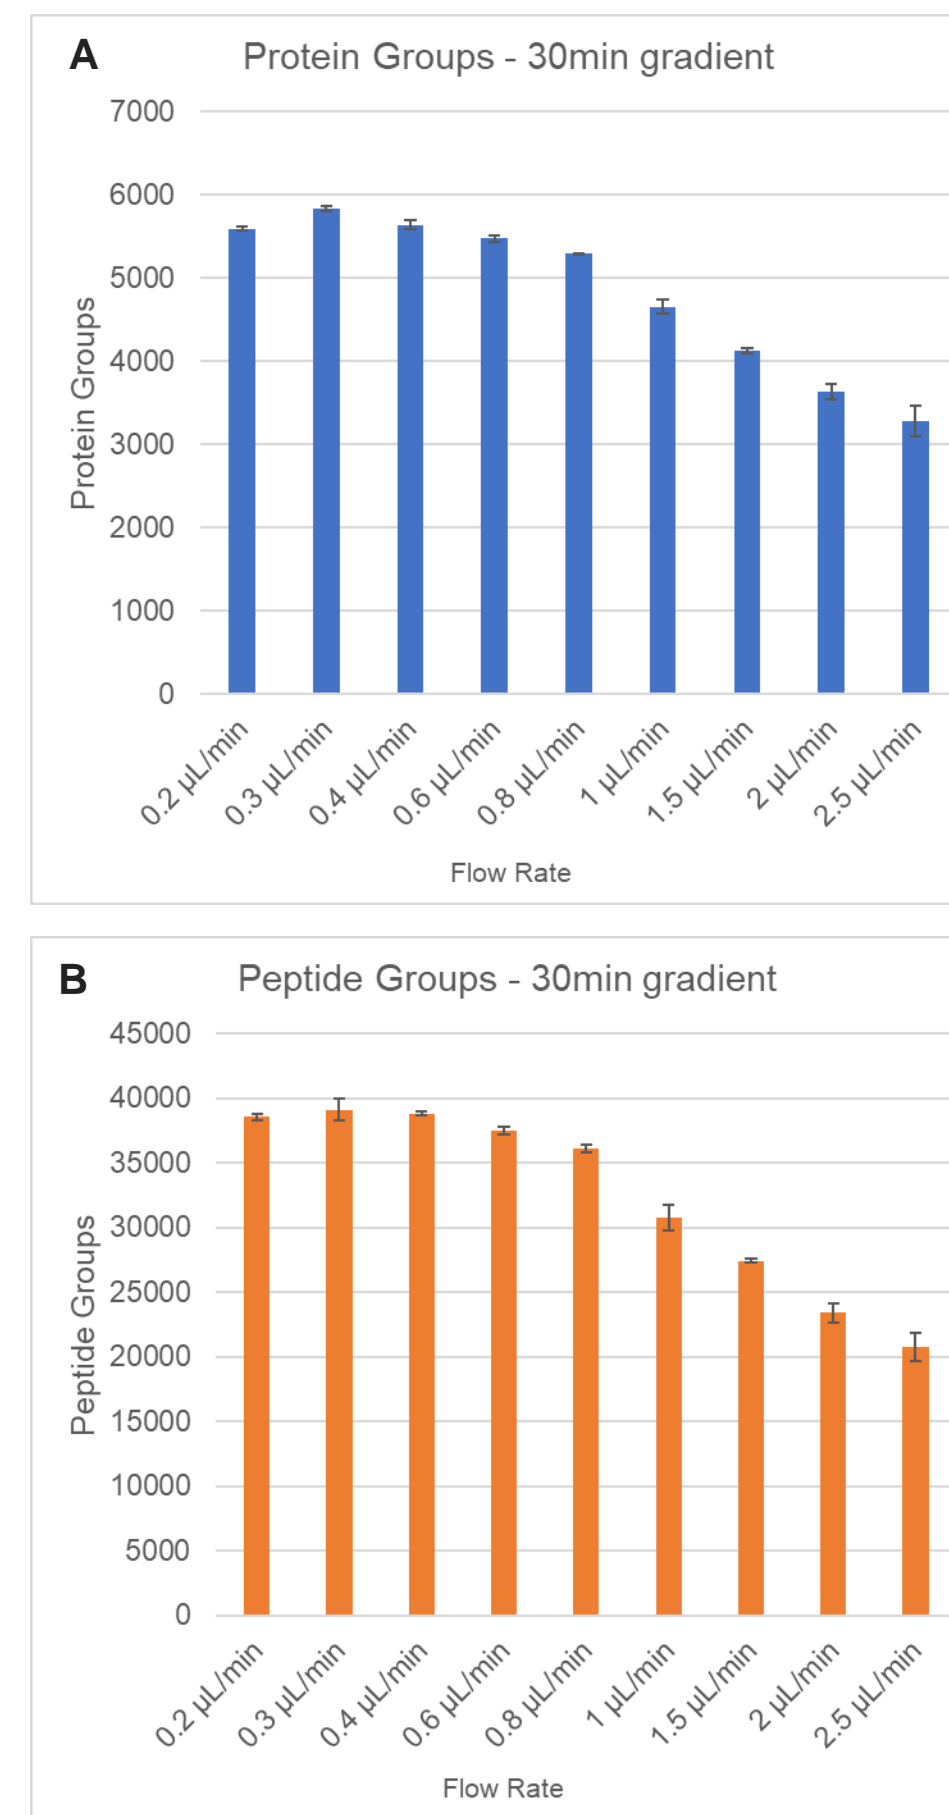 A
Protein Groups - 30min gradient
7000
6000
5000
4000
3000
2000
1000
0
Protein Groups
0.2 µL/min
0.3 µL/min
0.4 µL/min
0.6 µL/min
0.8 µL/min
1 µL/min
1.5 µL/min
2 µL/min
2.5 µL/min
Flow Rate
B
Peptide Groups - 30min gradient
45000
40000
35000
30000
25000
20000
15000
10000
5000
0
Peptide Groups
0.2 µL/min
0.3 µL/min
0.4 µL/min
0.6 µL/min
0.8 µL/min
1 µL/min
1.5 µL/min
2 µL/min
2.5 µL/min
Flow Rate